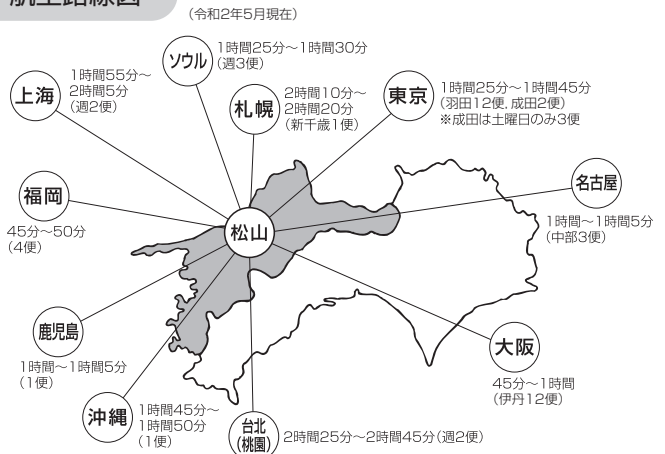 航空路線図
(令和2年5月現在)
ソウル
1時間25分～1時間30分
(週3便)
上海
1時間55分～
2時間5分
(週2便)
札幌
2時間10分～
2時間20分
(新千歳1便)
東京
1時間25分～1時間45分
(羽田12便、成田2便)
※成田は土曜日のみ3便
福岡
45分～50分
(4便)
名古屋
1時間～1時間5分
(中部3便)
松山
鹿児島
1時間～1時間5分
(1便)
大阪
45分～1時間
(伊丹12便)
沖縄
1時間45分～
1時間50分
(1便)
台北
(桃園)
2時間25分～2時間45分(週2便)